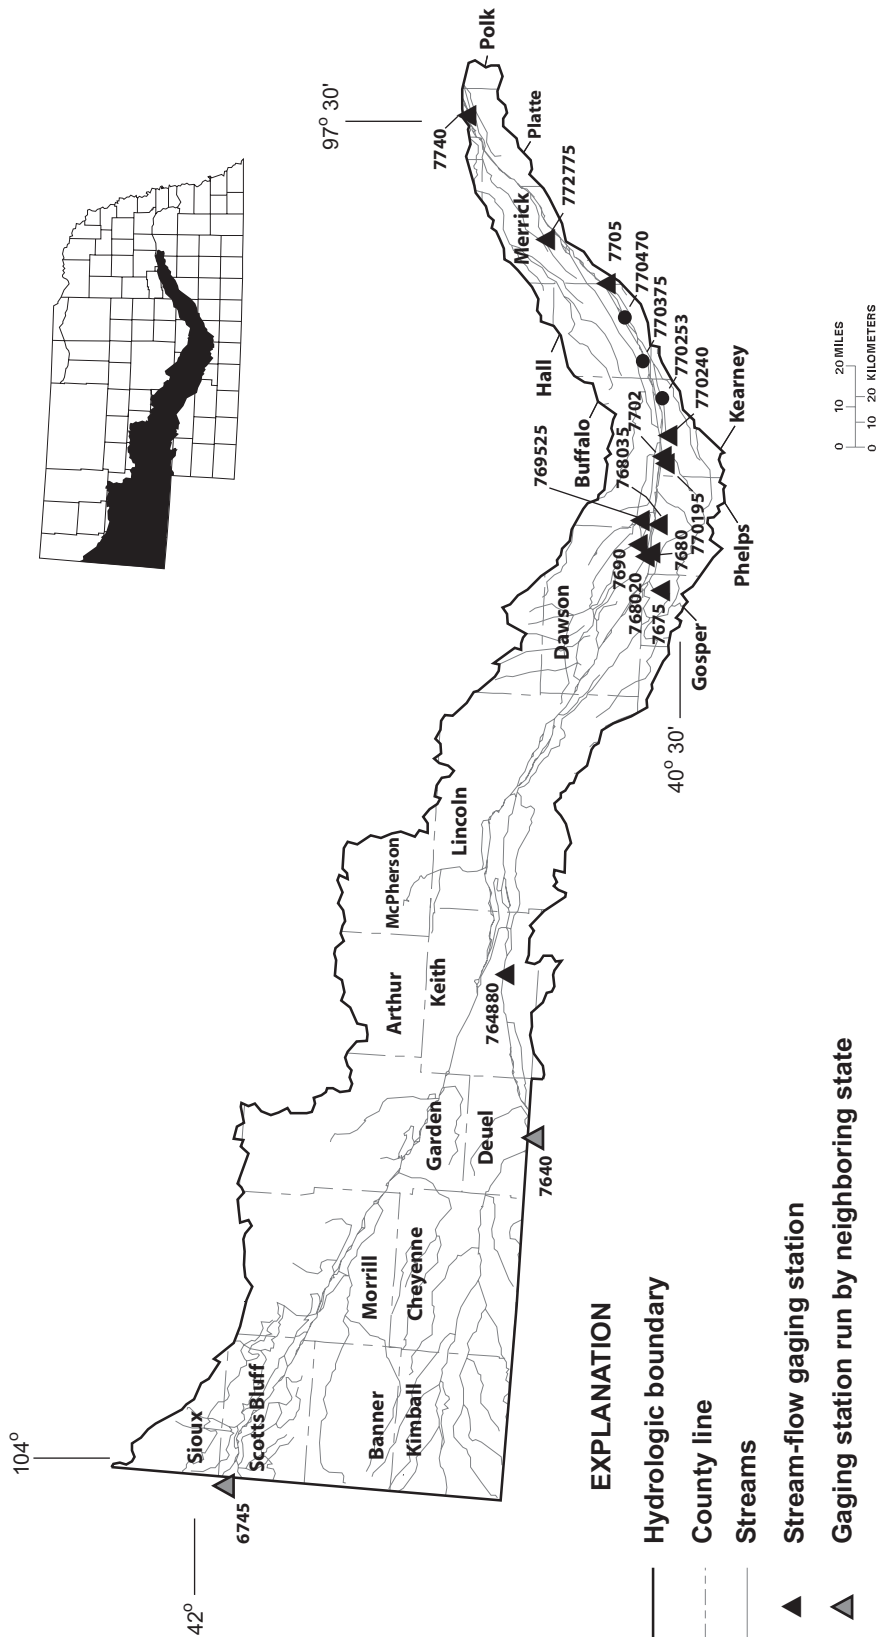 97° 30'
Polk
7740
Platte
Merrick
772775
7705
770470
770375
Hall
770253
770240
7702
Kearney
Buffalo
768035
769525
770195
Phelps
7680
7690
768020
7675
Dawson
Gosper
40° 30'
Lincoln
McPherson
Arthur
Keith
764880
Garden
Deuel
7640
Morrill
Cheyenne
Banner
Kimball
Sioux
Scotts Bluff
104°
6745
42°
0 10 20 MILES
0 10 20 KILOMETERS
EXPLANATION
Hydrologic boundary
County line
Streams
Stream-flow gaging station
Gaging station run by neighboring state